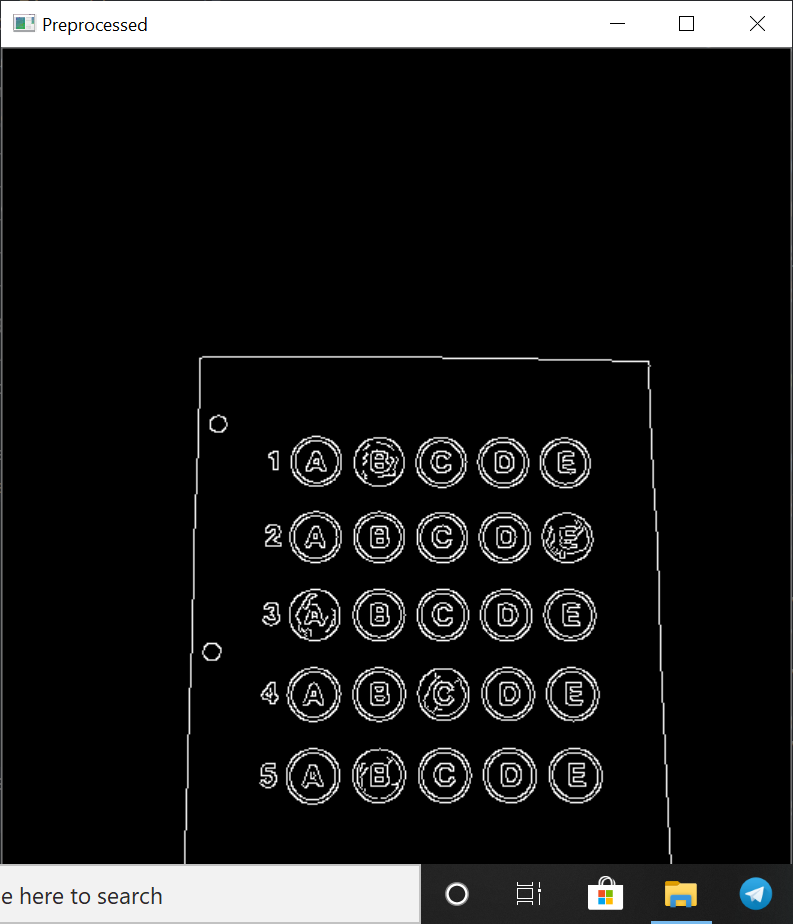 Preprocessed
1 A B C D E
2 A B C D E
3 A B C D E
4 A B C D E
5 A B C D E
e here to search